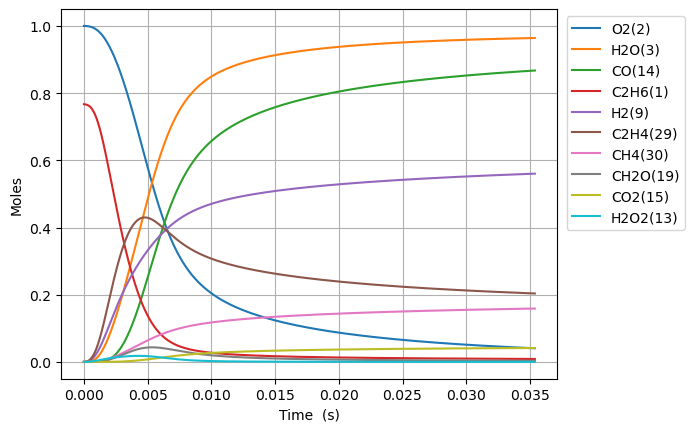 1.0
0.8
0.6
0.4
0.2
0.0
Moles
0.000 0.005 0.010 0.015 0.020 0.025 0.030 0.035
Time (s)
O2(2)
H2O(3)
CO(14)
C2H6(1)
H2(9)
C2H4(29)
CH4(30)
CH2O(19)
CO2(15)
H2O2(13)